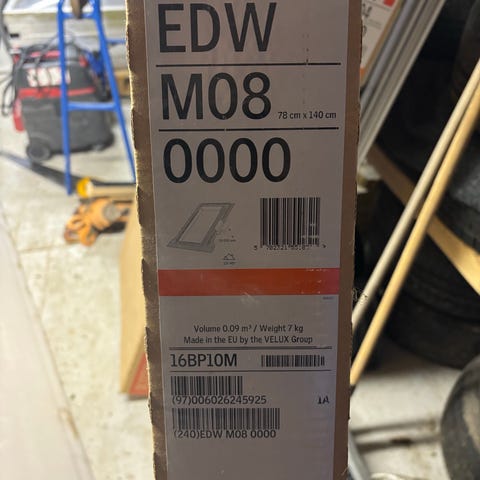 EDW
M08
78 cm x 140 cm
0000
Volume 0.09 m³ / Weight 7 kg
Made in the EU by the VELUX Group
16BP10M
(97)006026245925
1A
(240)EDW M08 0000